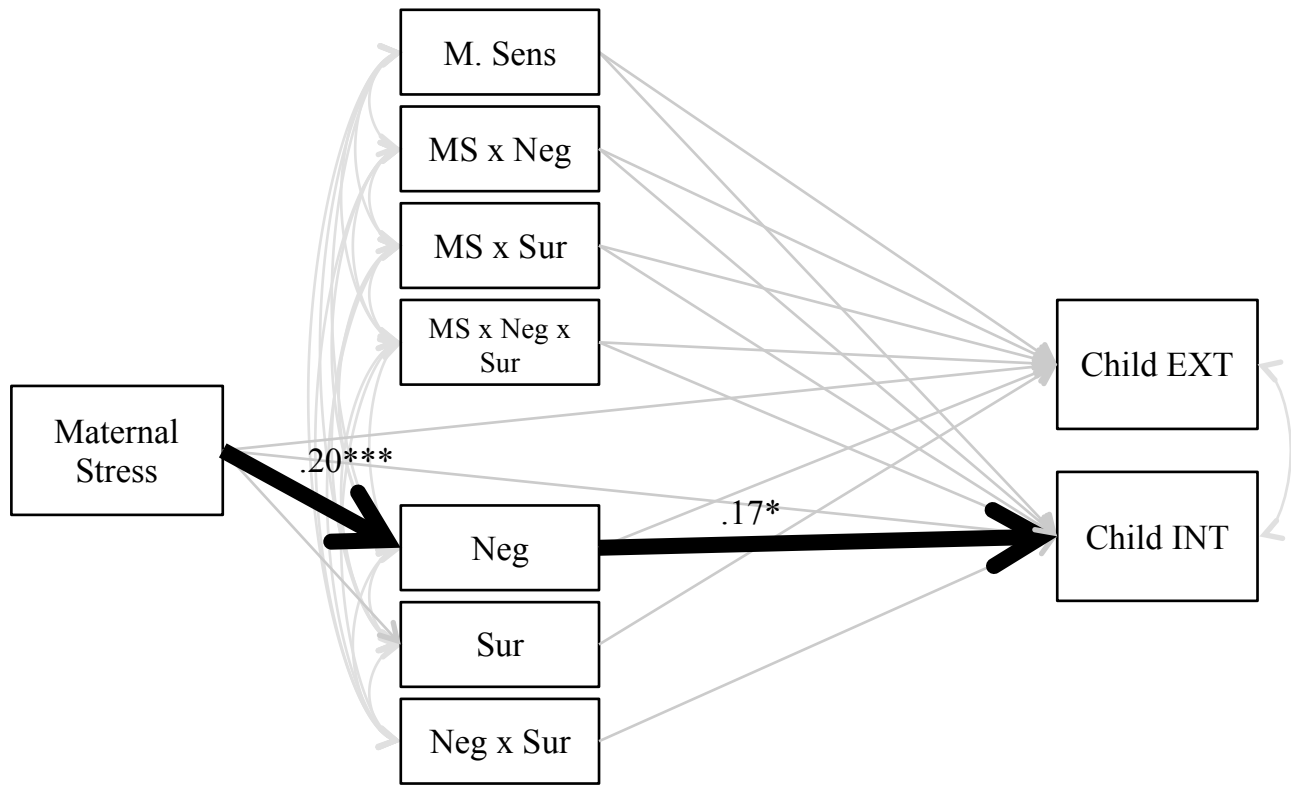 M. Sens
MS x Neg
MS x Sur
MS x Neg x
Sur
Child EXT
Maternal
Stress
.20***
Neg
.17*
Child INT
Sur
Neg x Sur